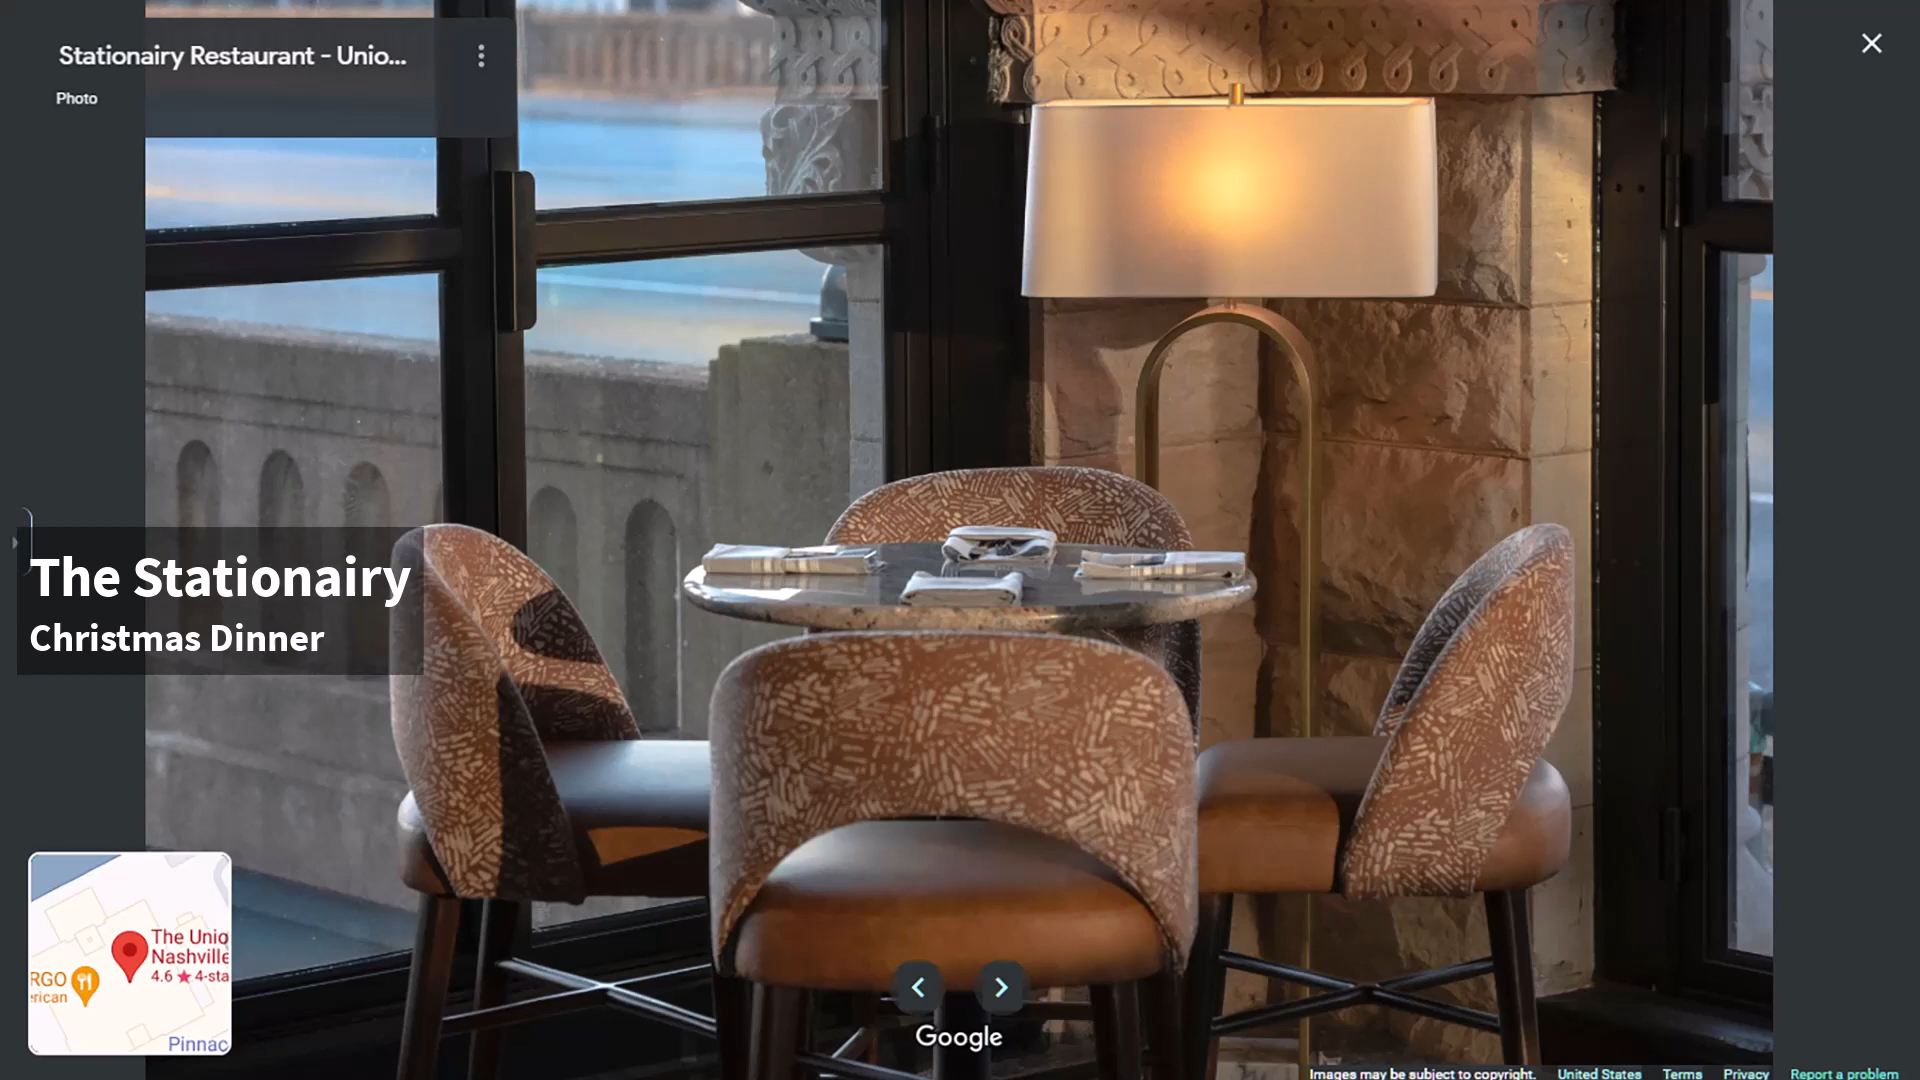 Stationairy Restaurant - Unio...
Photo
The Stationairy
Christmas Dinner
The Unio
Nashville
4.6 ★ 4-sta
RGO
erican
Pinnac
Google
Images may be subject to copyright. United States Terms Privacy Report a problem